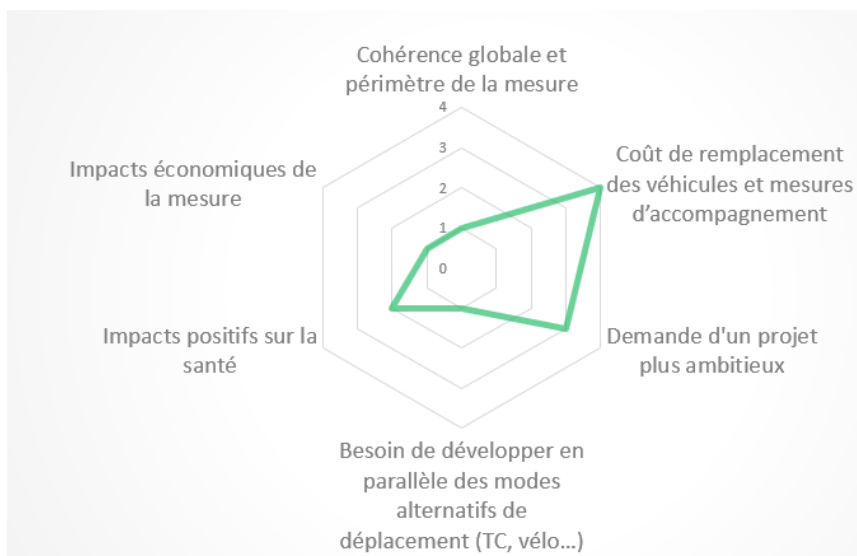 Cohérence globale et
périmètre de la mesure
4
3
2
1
0
Coût de remplacement
des véhicules et mesures
d’accompagnement
Demande d'un projet
plus ambitieux
Besoin de développer en
parallèle des modes
alternatifs de
déplacement (TC, vélo…)
Impacts positifs sur la
santé
Impacts économiques de
la mesure